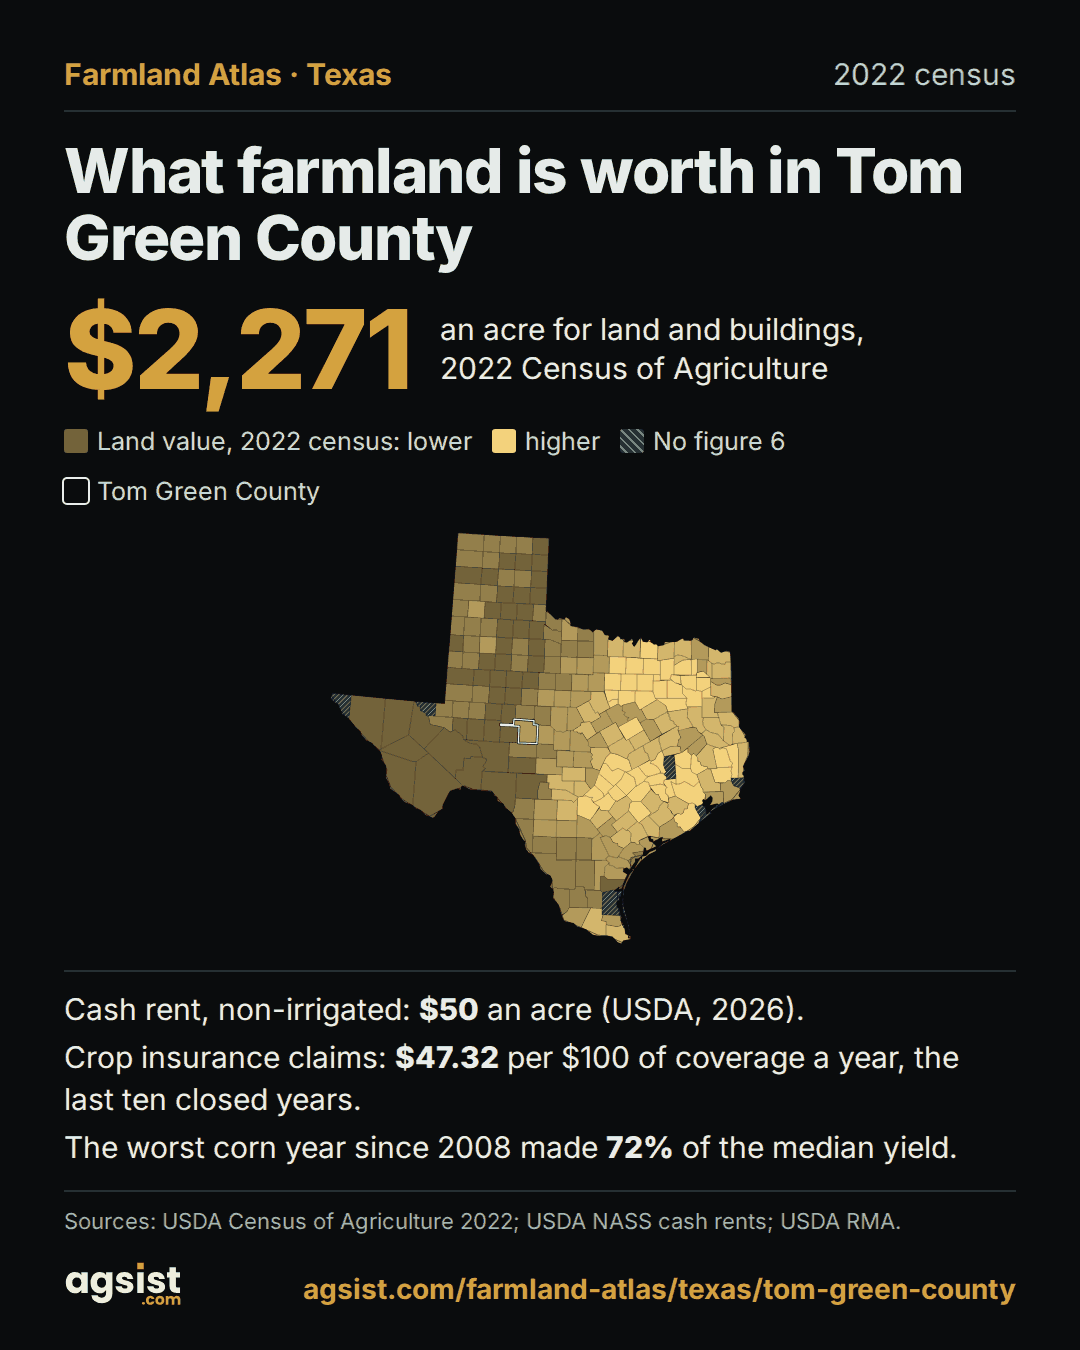 Farmland Atlas · Texas
2022 census
What farmland is worth in Tom
Green County
$2,271
an acre for land and buildings,
2022 Census of Agriculture
Land value, 2022 census: lower
higher
No figure 6
Tom Green County
Cash rent, non-irrigated: $50 an acre (USDA, 2026).
Crop insurance claims: $47.32 per $100 of coverage a year, the
last ten closed years.
The worst corn year since 2008 made 72% of the median yield.
Sources: USDA Census of Agriculture 2022; USDA NASS cash rents; USDA RMA.
agsist
.com
agsist.com/farmland-atlas/texas/tom-green-county